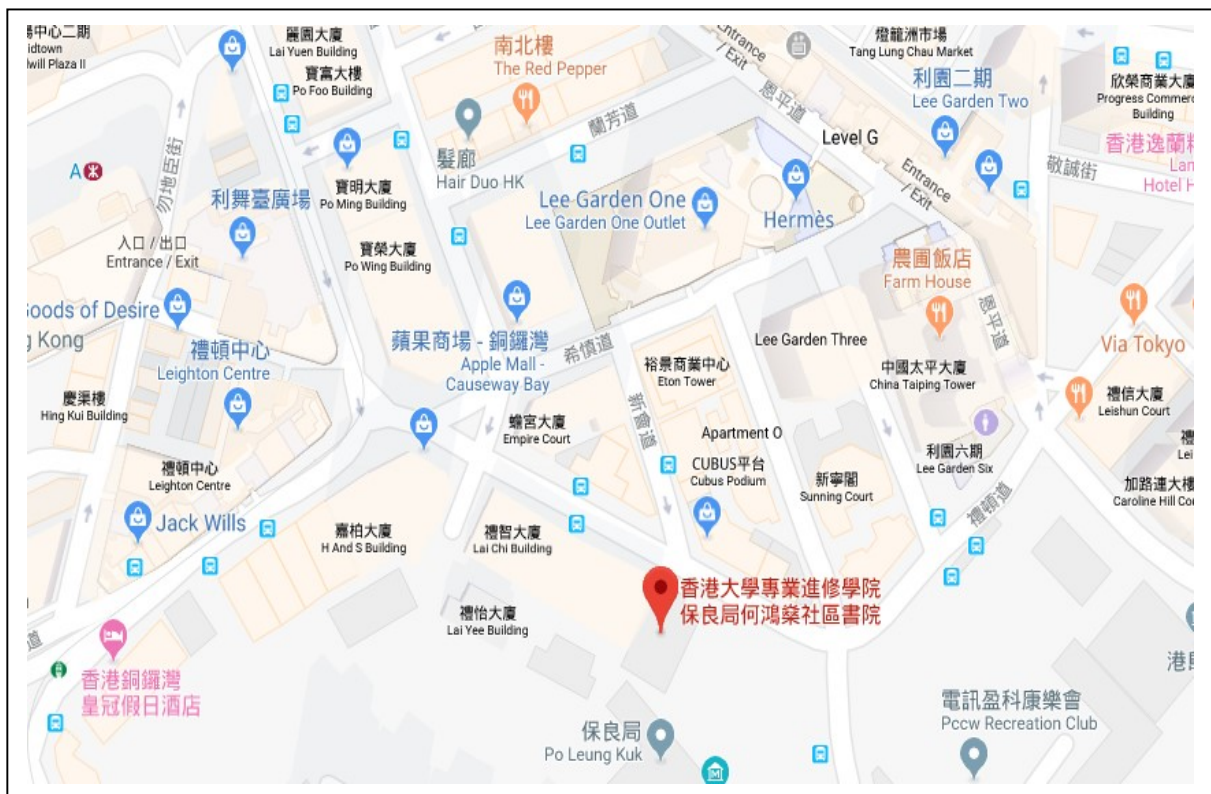 場中心二期
idtown
dwill Plaza II
麗園大廈
Lai Yuen Building
寶富大樓
Po Foo Building
南北樓
The Red Pepper
蘭芳道
髮廊
Hair Duo HK
Entrance
/ Exit
恩平道
燈籠洲市場
Tang Lung Chau Market
利園二期
Lee Garden Two
欣榮商業大廈
Progress Commerc
Building
香港逸蘭精
Lan
Hotel H
敬誠街
Level G
Entrance
/ Exit
A
勿地臣街
利舞臺廣場
寶明大廈
Po Ming Building
Lee Garden One
Lee Garden One Outlet
Hermès
入口 / 出口
Entrance / Exit
寶榮大廈
Po Wing Building
農圃飯店
Farm House
恩平道
Goods of Desire
g Kong
禮頓中心
Leighton Centre
蘋果商場 - 銅鑼灣
Apple Mall -
Causeway Bay
希慎道
裕景商業中心
Eton Tower
Lee Garden Three
中國太平大廈
China Taiping Tower
Via Tokyo
慶渠樓
Hing Kui Building
禮信大廈
Leishun Court
蟾宮大廈
Empire Court
新會道
Apartment O
禮頓中心
Leighton Centre
CUBUS平台
Cubus Podium
新寧閣
Sunning Court
利園六期
Lee Garden Six
禮
Lei
加路連大樓
Caroline Hill Cou
Jack Wills
嘉柏大廈
H And S Building
禮智大廈
Lai Chi Building
禮頓道
香港大學專業進修學院
保良局何鴻燊社區書院
禮怡大廈
Lai Yee Building
道
香港銅鑼灣
皇冠假日酒店
保良局
Po Leung Kuk
電訊盈科康樂會
Pccw Recreation Club